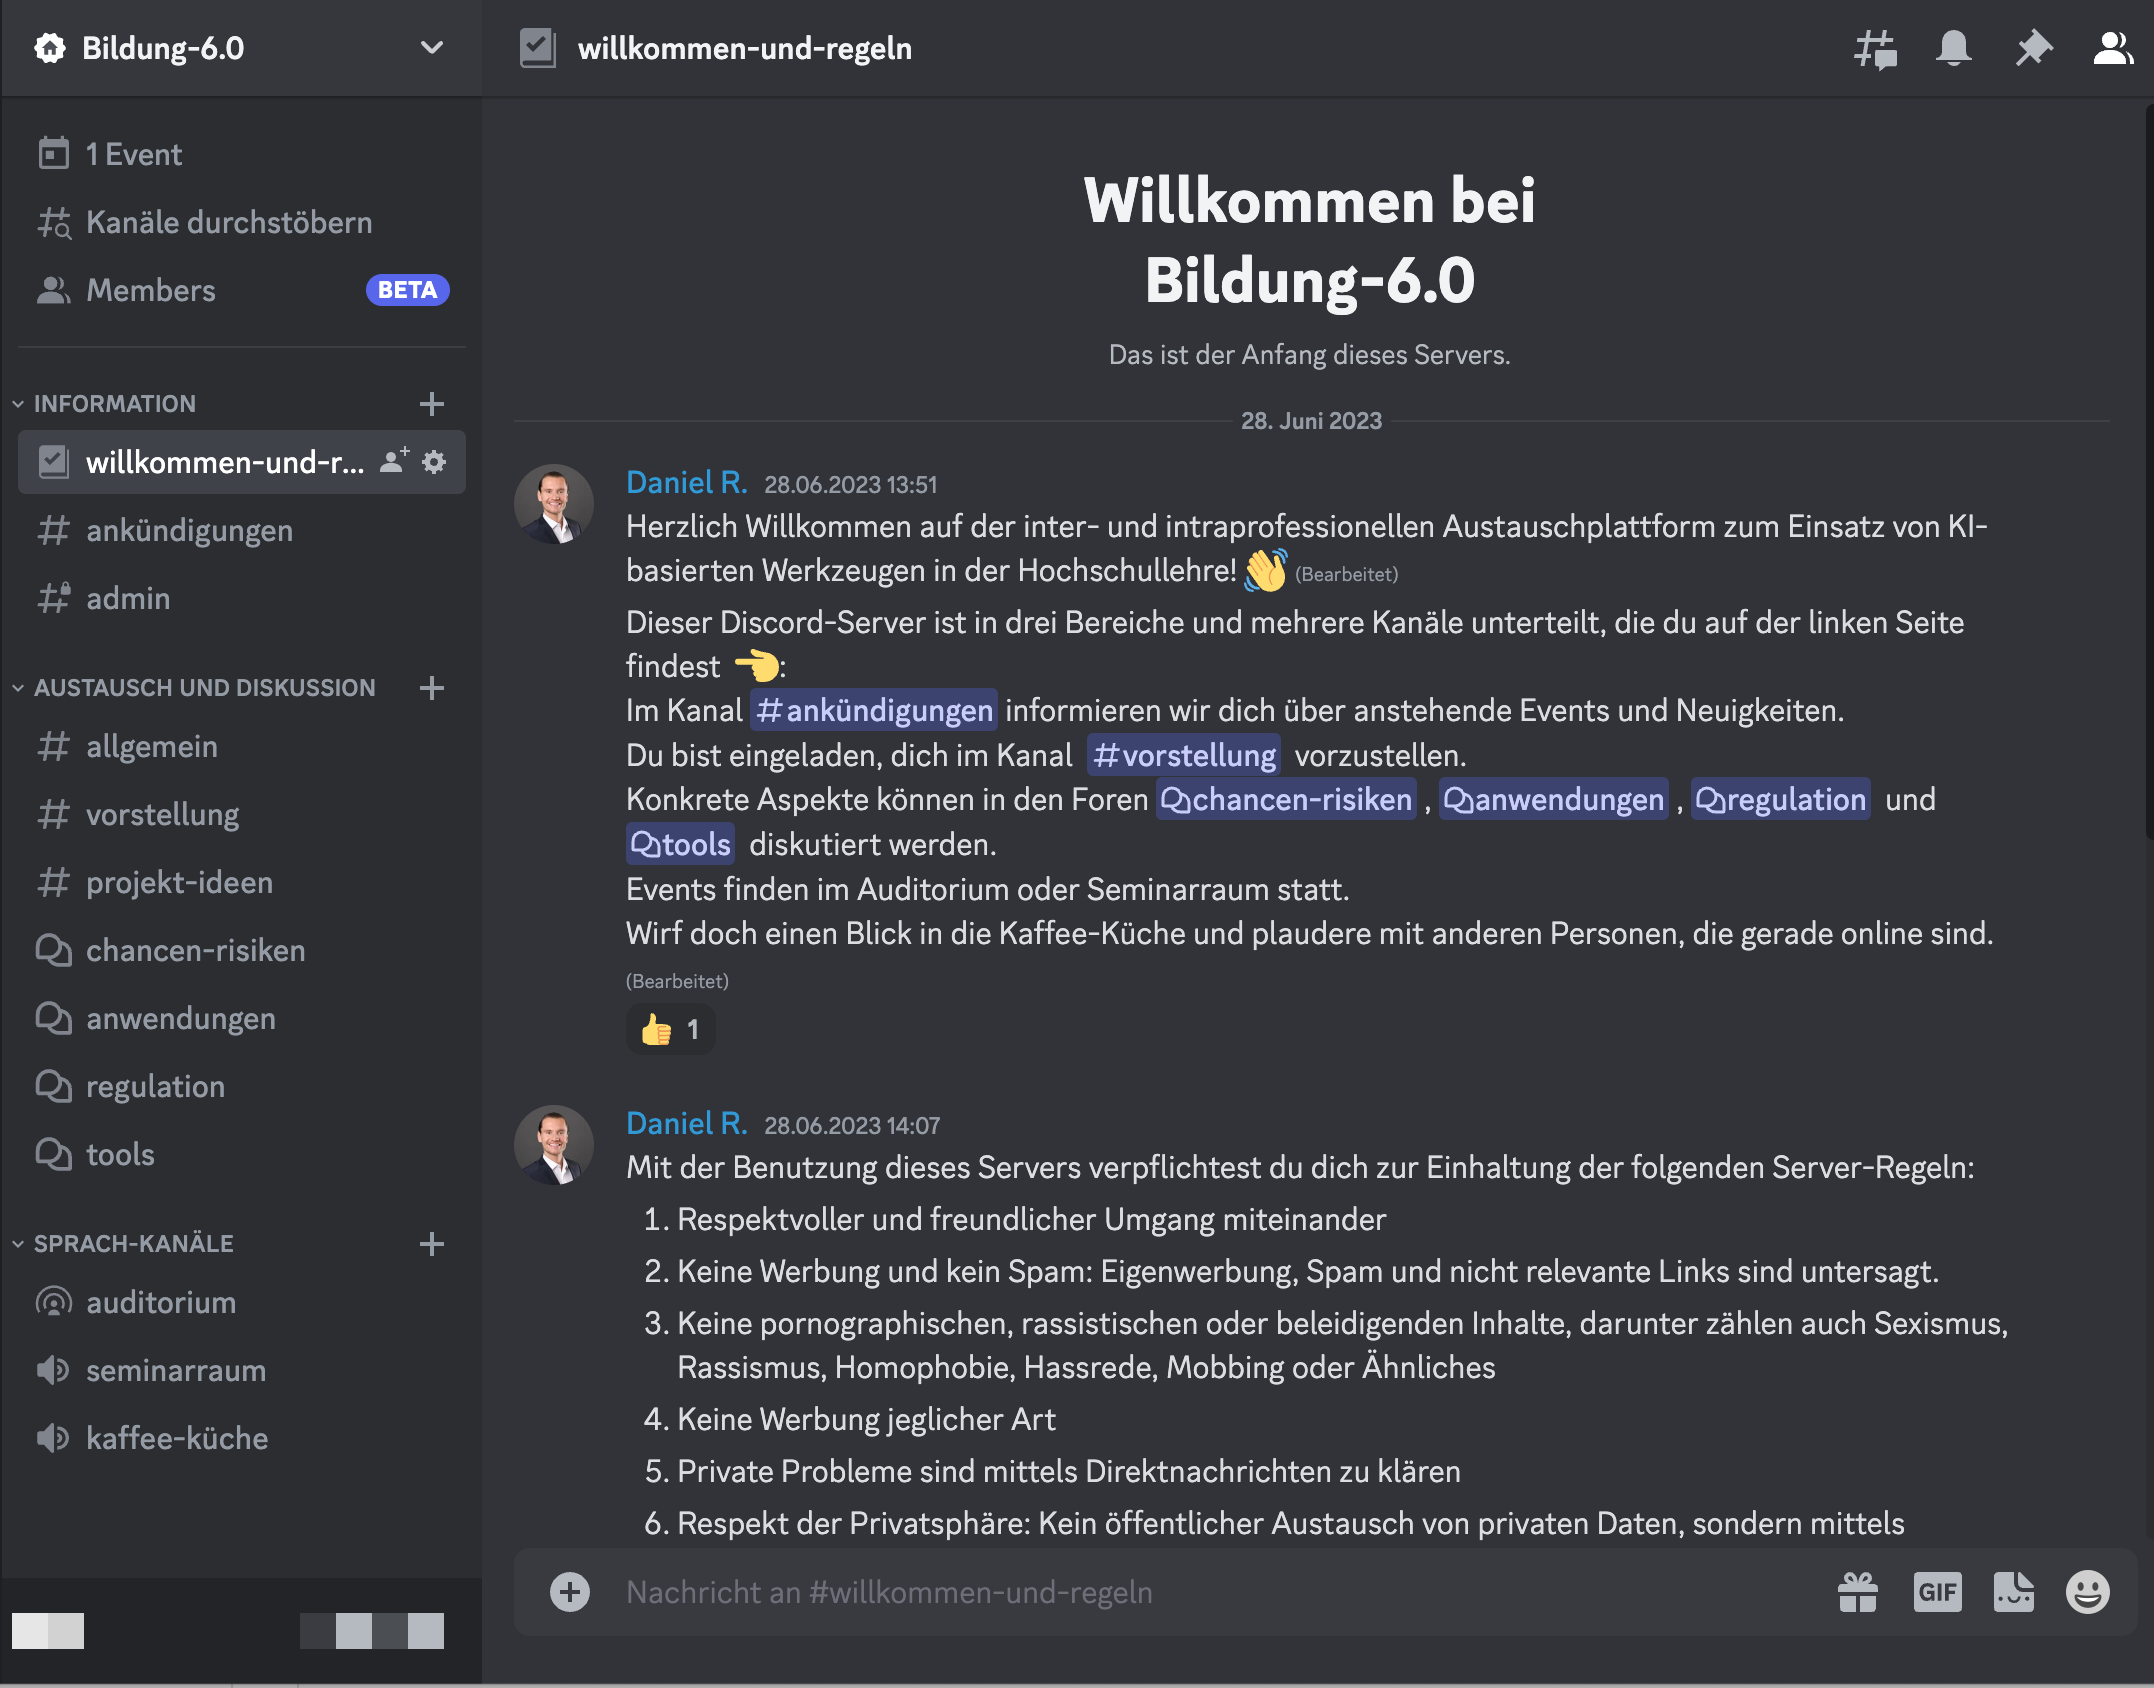 Bildung-6.0
1 Event
Kanäle durchstöbern
Members BETA
INFORMATION
willkommen-und-r...
ankündigungen
admin
AUSTAUSCH UND DISKUSSION
allgemein
vorstellung
projekt-ideen
chancen-risiken
anwendungen
regulation
tools
SPRACH-KANÄLE
auditorium
seminarraum
kaffee-küche
willkommen-und-regeln
Willkommen bei
Bildung-6.0
Das ist der Anfang dieses Servers.
28. Juni 2023
Daniel R. 28.06.2023 13:51
Herzlich Willkommen auf der inter- und intraprofessionellen Austauschplattform zum Einsatz von KI-
basierten Werkzeugen in der Hochschullehre! 👋 (Bearbeitet)
Dieser Discord-Server ist in drei Bereiche und mehrere Kanäle unterteilt, die du auf der linken Seite
findest 👈:
Im Kanal #ankündigungen informieren wir dich über anstehende Events und Neuigkeiten.
Du bist eingeladen, dich im Kanal #vorstellung vorzustellen.
Konkrete Aspekte können in den Foren chancen-risiken , anwendungen , regulation und
tools diskutiert werden.
Events finden im Auditorium oder Seminarraum statt.
Wirf doch einen Blick in die Kaffee-Küche und plaudere mit anderen Personen, die gerade online sind.
(Bearbeitet)
👍 1
Daniel R. 28.06.2023 14:07
Mit der Benutzung dieses Servers verpflichtest du dich zur Einhaltung der folgenden Server-Regeln:
1. Respektvoller und freundlicher Umgang miteinander
2. Keine Werbung und kein Spam: Eigenwerbung, Spam und nicht relevante Links sind untersagt.
3. Keine pornographischen, rassistischen oder beleidigenden Inhalte, darunter zählen auch Sexismus,
Rassismus, Homophobie, Hassrede, Mobbing oder Ähnliches
4. Keine Werbung jeglicher Art
5. Private Probleme sind mittels Direktnachrichten zu klären
6. Respekt der Privatsphäre: Kein öffentlicher Austausch von privaten Daten, sondern mittels
Nachricht an #willkommen-und-regeln
GIF